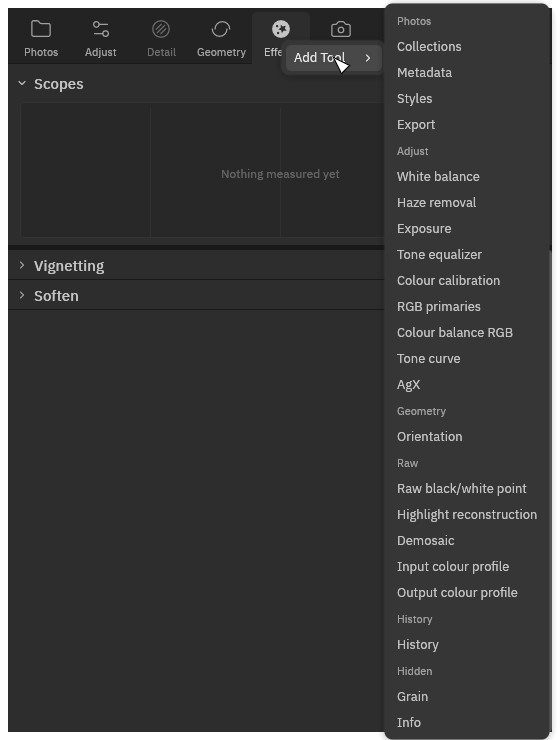 Photos
Adjust
Detail
Geometry
Add Tool
Scopes
Nothing measured yet
Vignetting
Soften
Photos
Collections
Metadata
Styles
Export
Adjust
White balance
Haze removal
Exposure
Tone equalizer
Colour calibration
RGB primaries
Colour balance RGB
Tone curve
AgX
Geometry
Orientation
Raw
Raw black/white point
Highlight reconstruction
Demosaic
Input colour profile
Output colour profile
History
History
Hidden
Grain
Info